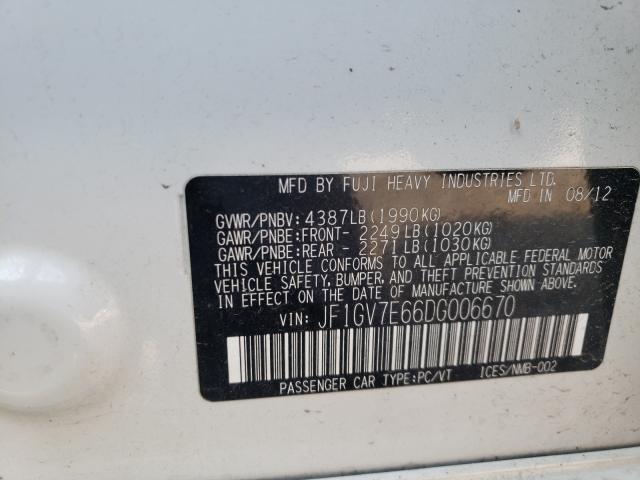 MFD BY FUJI HEAVY INDUSTRIES LTD.
MFD IN 08/12
GVWR/PNBV: 4387LB(1990KG)
GAWR/PNBE:FRONT- 2249LB(1020KG)
GAWR/PNBE:REAR - 2271LB(1030KG)
THIS VEHICLE CONFORMS TO ALL APPLICABLE FEDERAL MOTOR
VEHICLE SAFETY, BUMPER, AND THEFT PREVENTION STANDARDS
IN EFFECT ON THE DATE OF MANUFACTURE SHOWN ABOVE.
VIN: JF1GV7E66DG006670
PASSENGER CAR TYPE:PC/VT ICES/NMB-002